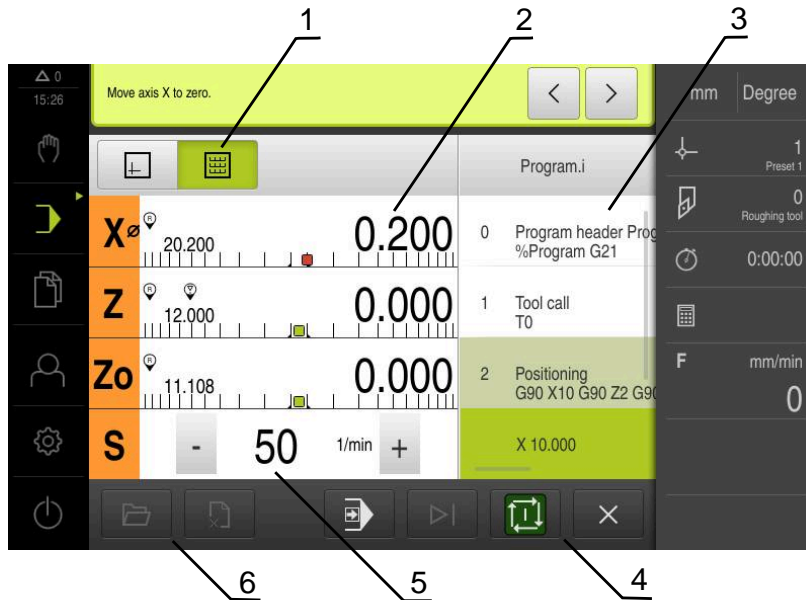 1
2
3
0
15:26
Move axis X to zero.
mm
Degree
Program.i
1
Preset 1
0
Roughing tool
0:00:00
F
mm/min
0
X⌀
R
20.200
0.200
Z
R
12.000
0.000
Zo
R
11.108
0.000
S
-
50
1/min
+
0 Program header Prog
%Program G21
1 Tool call
T0
2 Positioning
G90 X10 G90 Z2 G90
X 10.000
6
5
4